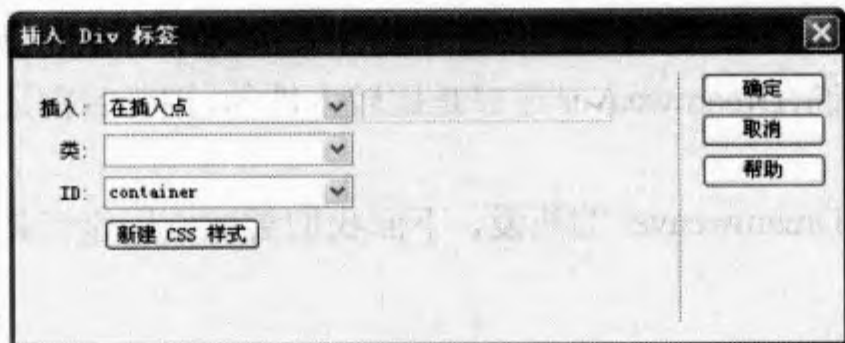 插入 Div 标签
插入: 在插入点
类:
ID: container
新建 CSS 样式
确定
取消
帮助